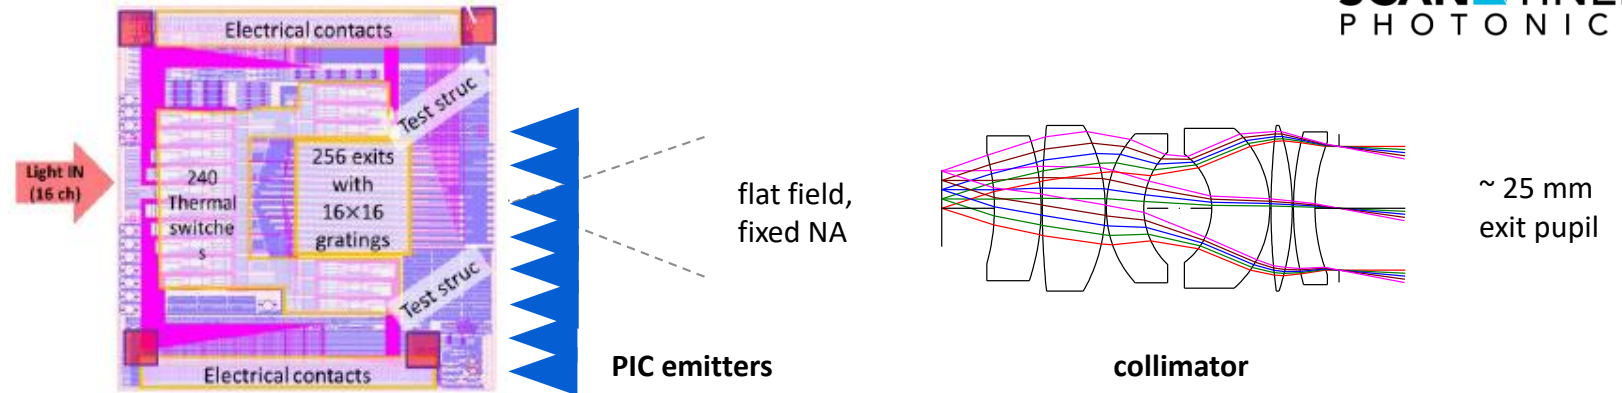 PHOTONIC
Electrical contacts
Test struc
Light IN
(16 ch)
240
Thermal
switche
s
256 exits
with
16×16
gratings
Test struc
Electrical contacts
flat field,
fixed NA
PIC emitters
collimator
~ 25 mm
exit pupil